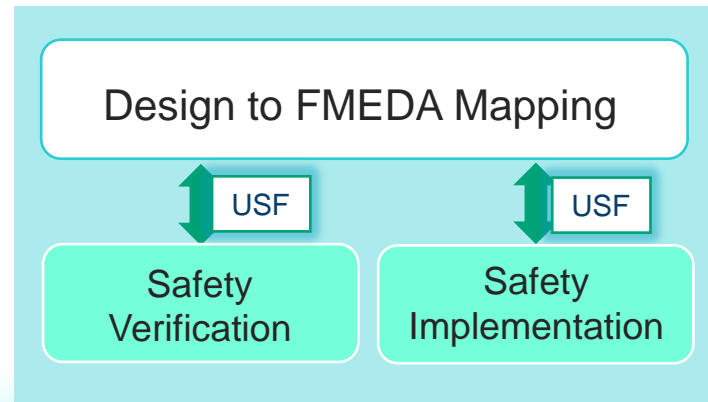 Design to FMEDA Mapping
USF
USF
Safety
Verification
Safety
Implementation